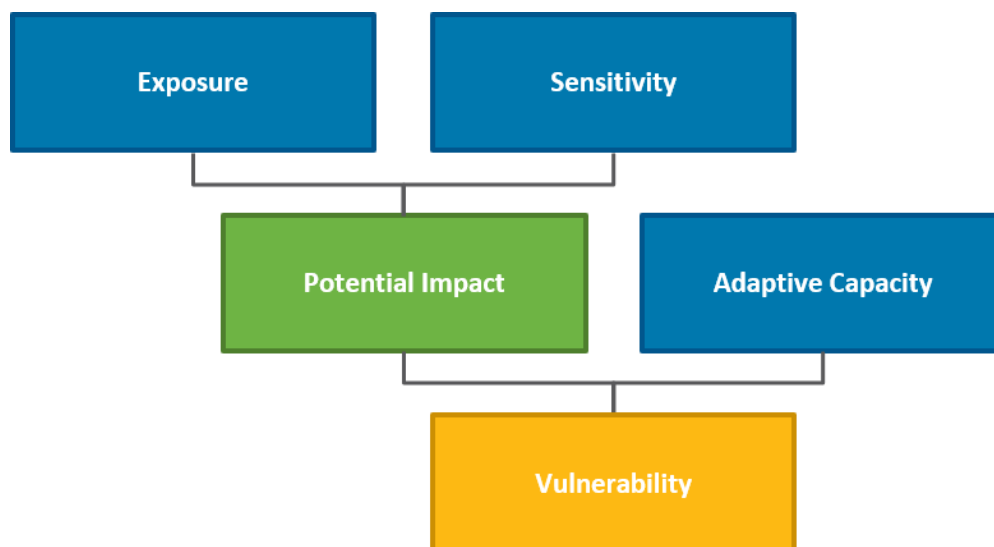 Exposure
Sensitivity
Potential Impact
Adaptive Capacity
Vulnerability